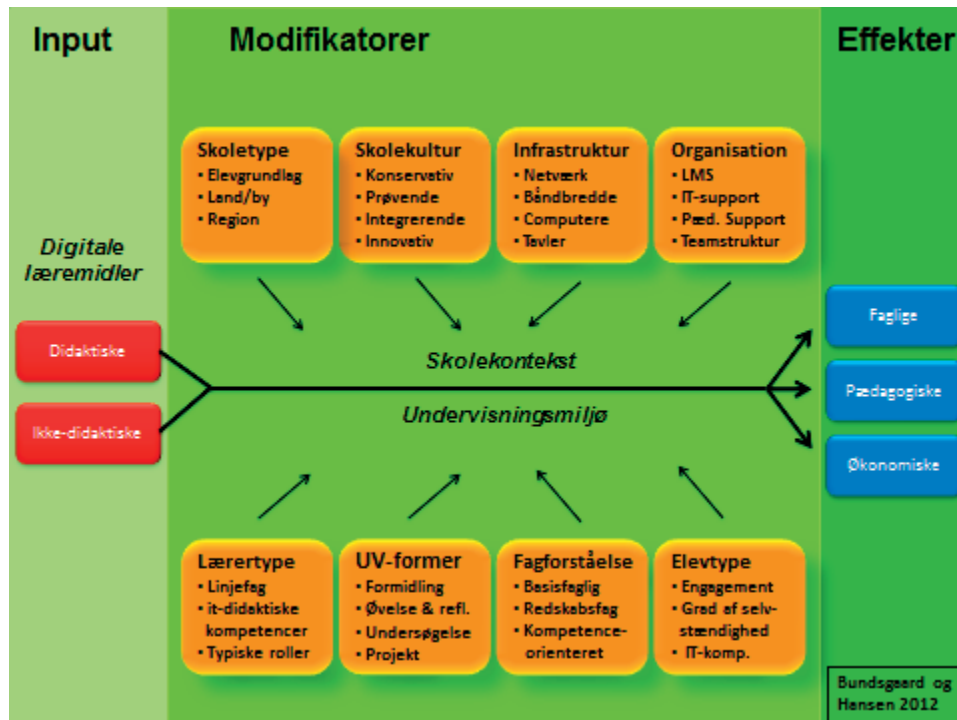 Input
Modifikatorer
Effekter
Skoletype
• Elevgrundlag
• Land/by
• Region
Skolekultur
• Konservativ
• Prøvende
• Integrerende
• Innovativ
Infrastruktur
• Netværk
• Båndbredde
• Computere
• Tavler
Organisation
• LMS
• IT-support
• Pæd. Support
• Teamstruktur
Digitale
læremidler
Didaktiske
Ikke-didaktiske
Skolekontekst
Undervisningsmiljø
Faglige
Pædagogiske
Økonomiske
Lærertype
• Linjefag
• it-didaktiske
kompetencer
• Typiske roller
UV-former
• Formidling
• Øvelse & refl.
• Undersøgelse
• Projekt
Fagforståelse
• Basisfaglig
• Redskabsfag
• Kompetence-
orienteret
Elevtype
• Engagement
• Grad af selv-
stændighed
• IT-komp.
Bundsgaard og
Hansen 2012